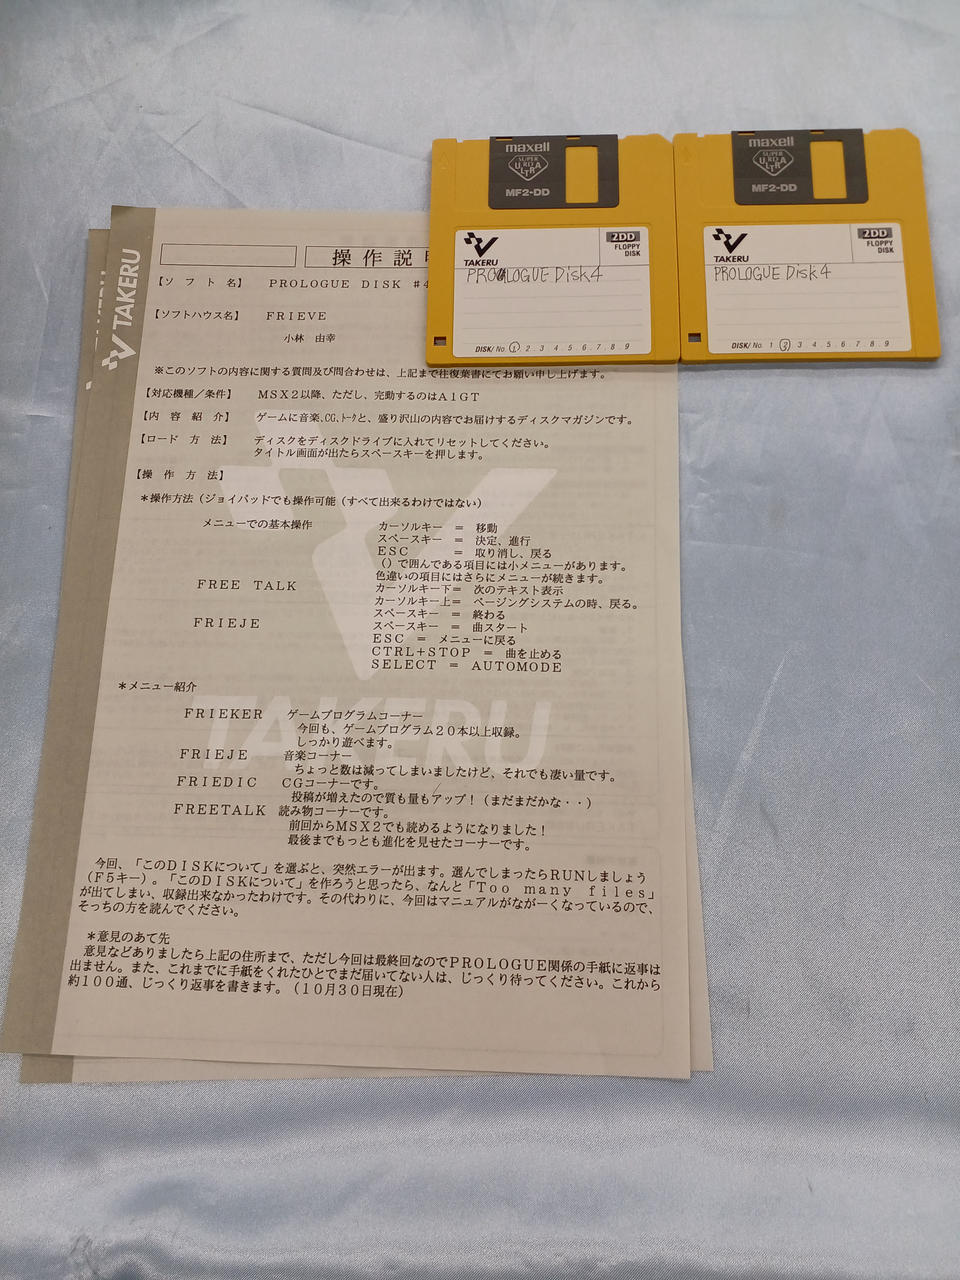 maxell
SUPER
RD
ULTRA
MF2-DD
TAKERU
2DD
FLOPPY
DISK
PROLOGUE Disk4
DISK/No. 1. 2. 3. 4. 5. 6. 7. 8. 9
maxell
SUPER
RD
ULTRA
MF2-DD
TAKERU
2DD
FLOPPY
DISK
PROLOGUE Disk4
DISK/No. 1 2 3. 4. 5. 6. 7. 8. 9
TAKERU
操作説
【ソフト名】 PROLOGUE DISK #4
【ソフトハウス名】 FRIEVE
小林 由幸
※このソフトの内容に関する質問及び問合わせは、上記まで往復葉書にてお願い申し上げます。
【対応機種/条件】 MSX2以降、ただし、完動するのはA1GT
【内容紹介】 ゲームに音楽、CG、トークと、盛り沢山の内容でお届けするディスクマガジンです。
【ロード方法】 ディスクをディスクドライブに入れてリセットしてください。
タイトル画面が出たらスペースキーを押します。
【操作方法】
*操作方法(ジョイパッドでも操作可能(すべて出来るわけではない)
メニューでの基本操作 カーソルキー = 移動
スペースキー = 決定、進行
ESC = 取り消し、戻る
()で囲んである項目には小メニューがあります。
色違いの項目にはさらにメニューが続きます。
FREE TALK カーソルキー下= 次のテキスト表示
カーソルキー上= ページングシステムの時、戻る。
スペースキー = 終わる
FRIEJE スペースキー = 曲スタート
ESC = メニューに戻る
CTRL+STOP = 曲を止める
SELECT = AUTOMODE
*メニュー紹介
FRIEKER ゲームプログラムコーナー
今回も、ゲームプログラム20本以上収録。
しっかり遊べます。
FRIEJE 音楽コーナー
ちょっと数は減ってしまいましたけど、それでも凄い量です。
FRIEDIC CGコーナーです。
投稿が増えたので質も量もアップ!(まだまだかな・・)
FREETALK 読み物コーナーです。
前回からMSX2でも読めるようになりました!
最後までもっとも進化を見せたコーナーです。
今回、「このDISKについて」を選ぶと、突然エラーが出ます。選んでしまったらRUNしましょう
(F5キー)。「このDISKについて」を作ろうと思ったら、なんと「Too many files」
が出てしまい、収録出来なかったわけです。その代わりに、今回はマニュアルがながーくなっているので、
そっちの方を読んでください。
*意見のあて先
意見などありましたら上記の住所まで、ただし今回は最終回なのでPROLOGUE関係の手紙に返事は
出ません。また、これまでに手紙をくれたひとでまだ届いてない人は、じっくり待ってください。これから
約100通、じっくり返事を書きます。(10月30日現在)
TAKERU